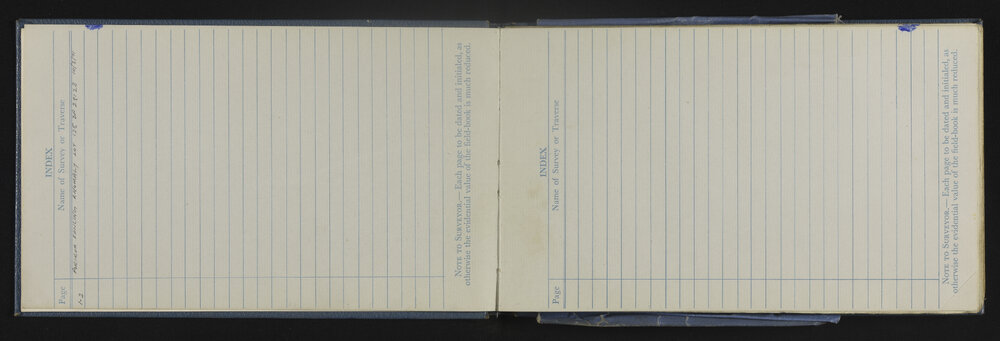 INDEX
Page Name of Survey or Traverse
1-2 FENCING LOT
NOTE TO SURVEYOR.— Each page to be dated and initialed, as
otherwise the evidential value of the field-book is much reduced.
INDEX
Page Name of Survey or Traverse
NOTE TO SURVEYOR.— Each page to be dated and initialed, as
otherwise the evidential value of the field-book is much reduced.